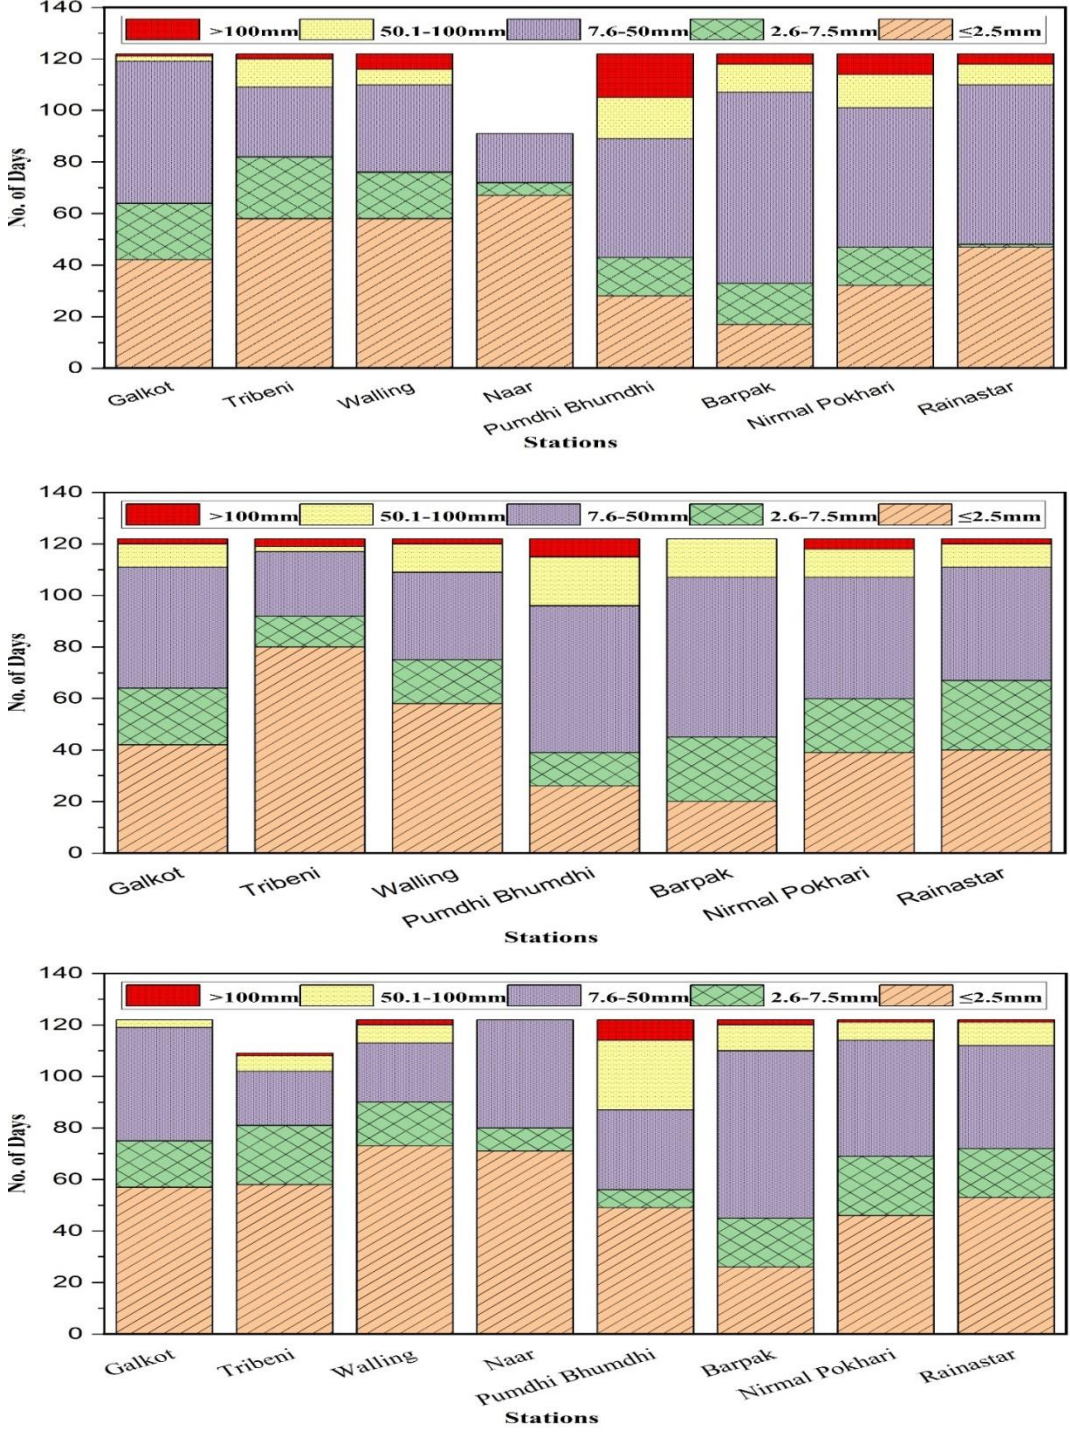 140
>100mm 50.1-100mm 7.6-50mm 2.6-7.5mm ≤2.5mm
120
100
80
60
40
20
0
No. of Days
Galkot Tribeni Walling Naar Pumdhi Bhumdhi Barpak Nirmal Pokhari Rainastar
Stations
140
>100mm 50.1-100mm 7.6-50mm 2.6-7.5mm ≤2.5mm
120
100
80
60
40
20
0
No. of Days
Galkot Tribeni Walling Pumdhi Bhumdhi Barpak Nirmal Pokhari Rainastar
Stations
140
>100mm 50.1-100mm 7.6-50mm 2.6-7.5mm ≤2.5mm
120
100
80
60
40
20
0
No. of Days
Galkot Tribeni Walling Naar Pumdhi Bhumdhi Barpak Nirmal Pokhari Rainastar
Stations